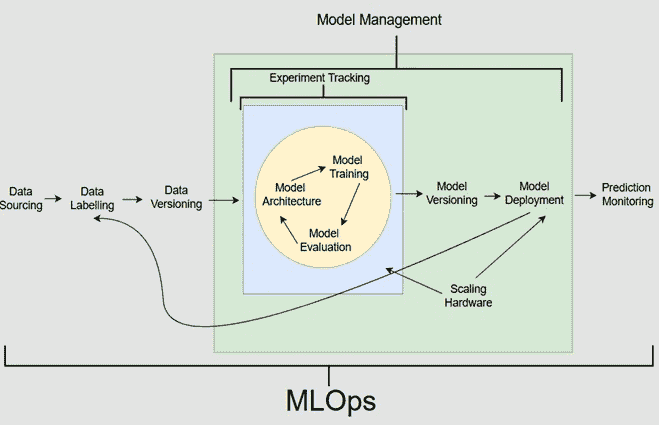 Model Management
Experiment Tracking
Data
Sourcing
Data
Labelling
Data
Versioning
Model
Architecture
Model
Training
Model
Evaluation
Model
Versioning
Model
Deployment
Prediction
Monitoring
Scaling
Hardware
MLOps